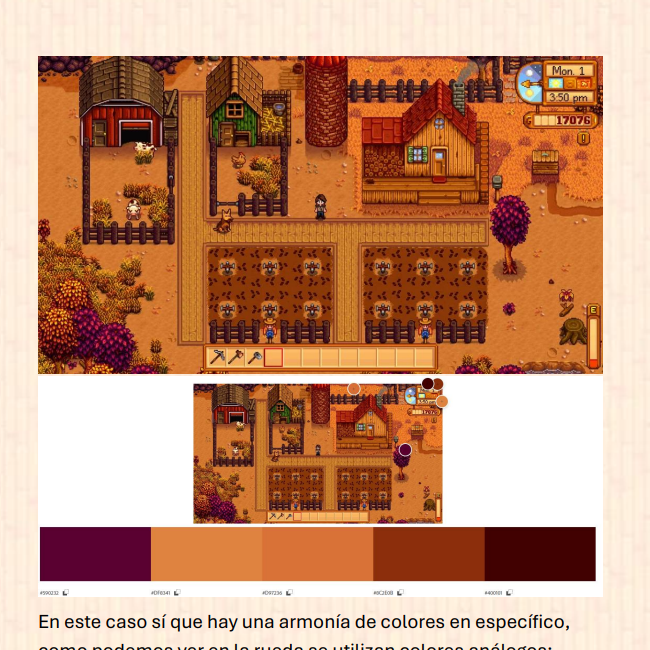 Mon. 1
3:50 pm
17076
#590232
#DF8341
#D97236
#8C2E0B
#400101
En este caso sí que hay una armonía de colores en específico,
como podemos ver en la rueda se utilizan colores análogos: